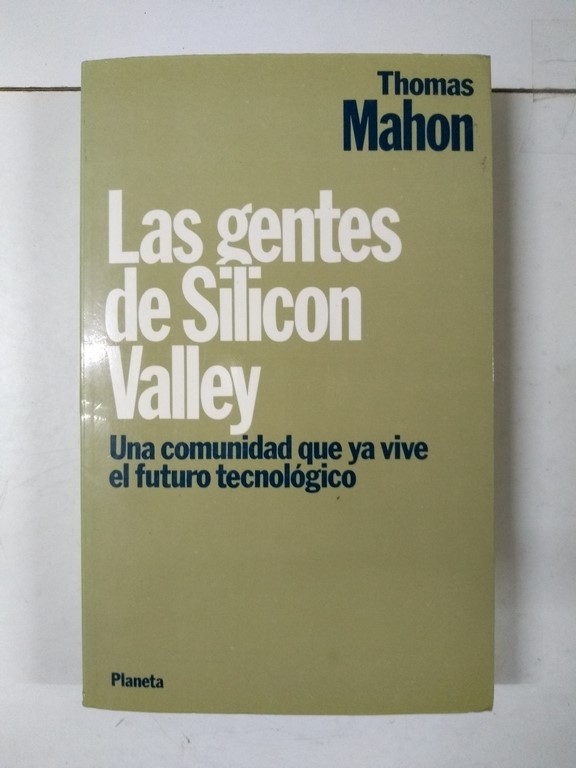 Thomas
Mahon
Las gentes
de Silicon
Valley
Una comunidad que ya vive
el futuro tecnológico
Planeta